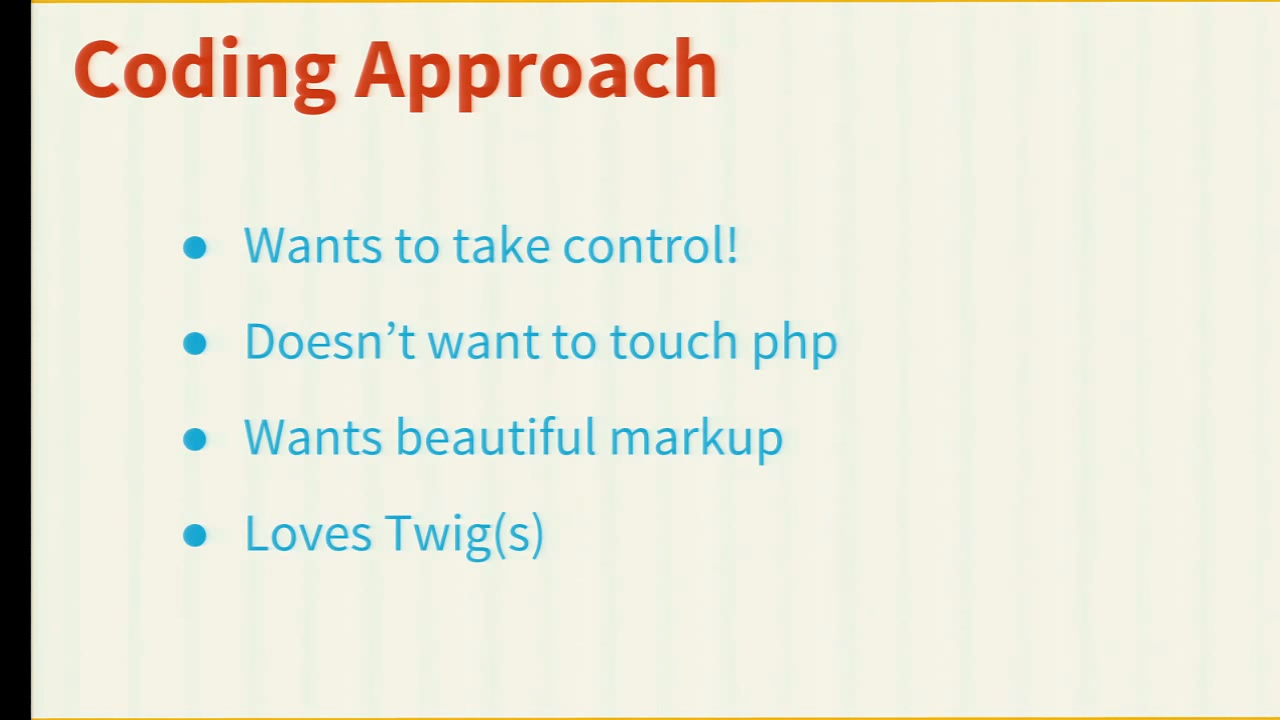 Coding Approach
● Wants to take control!
● Doesn’t want to touch php
● Wants beautiful markup
● Loves Twig(s)